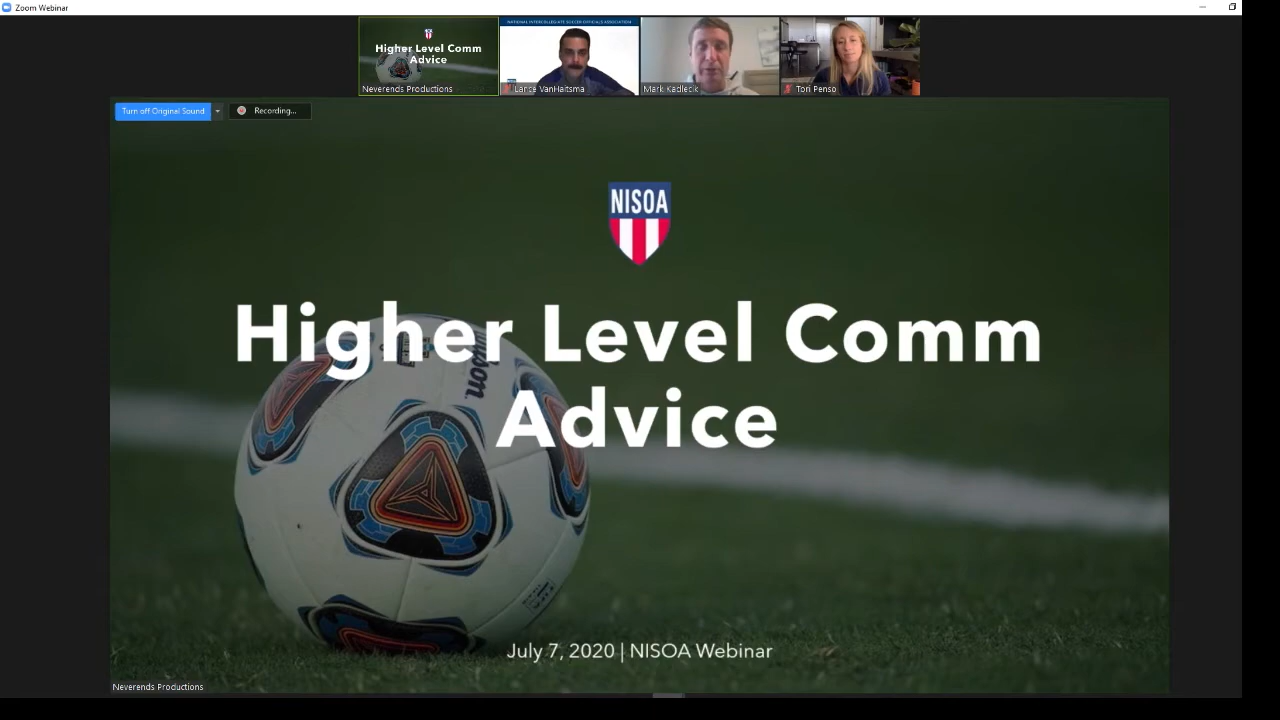 Zoom Webinar
NATIONAL INTERCOLLEGIATE SOCCER OFFICIALS ASSOCIATION
Higher Level Comm
Advice
Neverends Productions
Lance VanHaitsma
Mark Kadlecik
Tori Penso
Turn off Original Sound
Recording...
NISOA
Higher Level Comm
Advice
Wilson
July 7, 2020 | NISOA Webinar
Neverends Productions